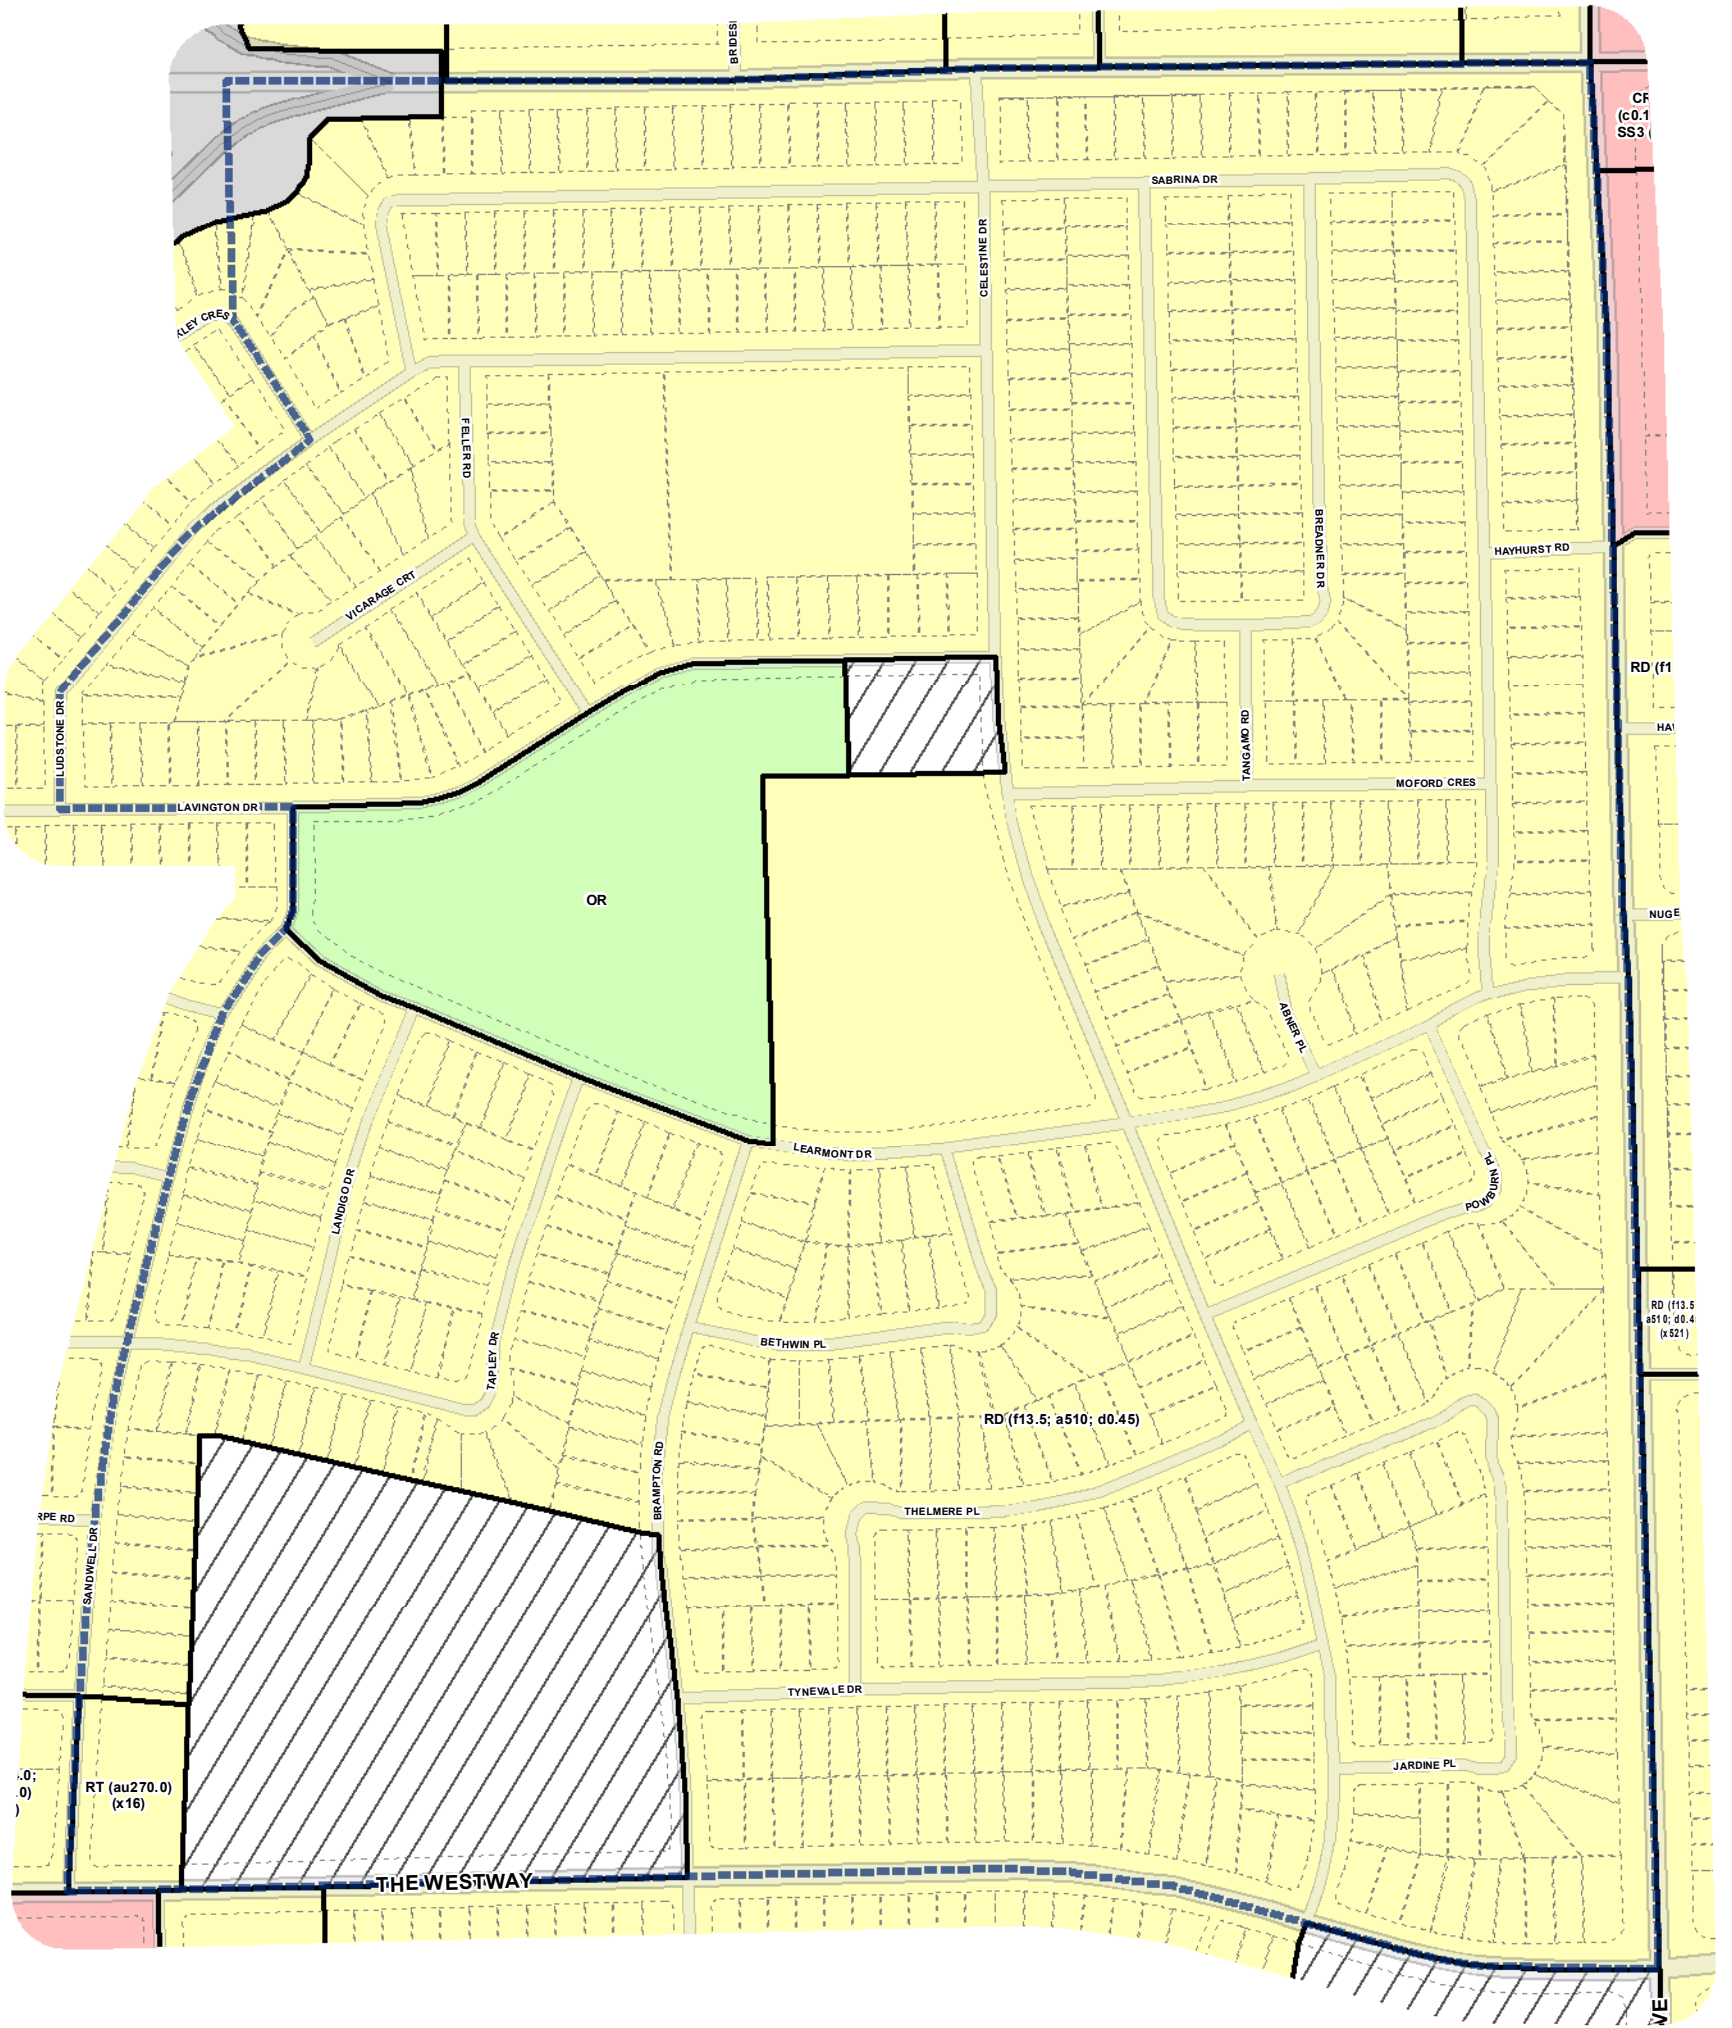 CR
(c0.1
SS3 (
SABRINA DR
CELESTINE DR
FELLER RD
BREADNER DR
HAYHURST RD
VICARAGE CRT
RD (f1
LUDSTONE DR
LAVINGTON DR
TANGAMO RD
MOFORD CRES
OR
NUGE
ABNER PL
LEARMONT DR
LANDIGO DR
POWBURN PL
RD (f13.5
a510; d0.4
(x521)
BETHWIN PL
TAPLEY DR
RD (f13.5; a510; d0.45)
BRAMPTON RD
THELMERE PL
RPE RD
SANDWELL DR
TYNEVALE DR
JARDINE PL
.0;
.0)
)
RT (au270.0)
(x16)
THE WESTWAY
VE